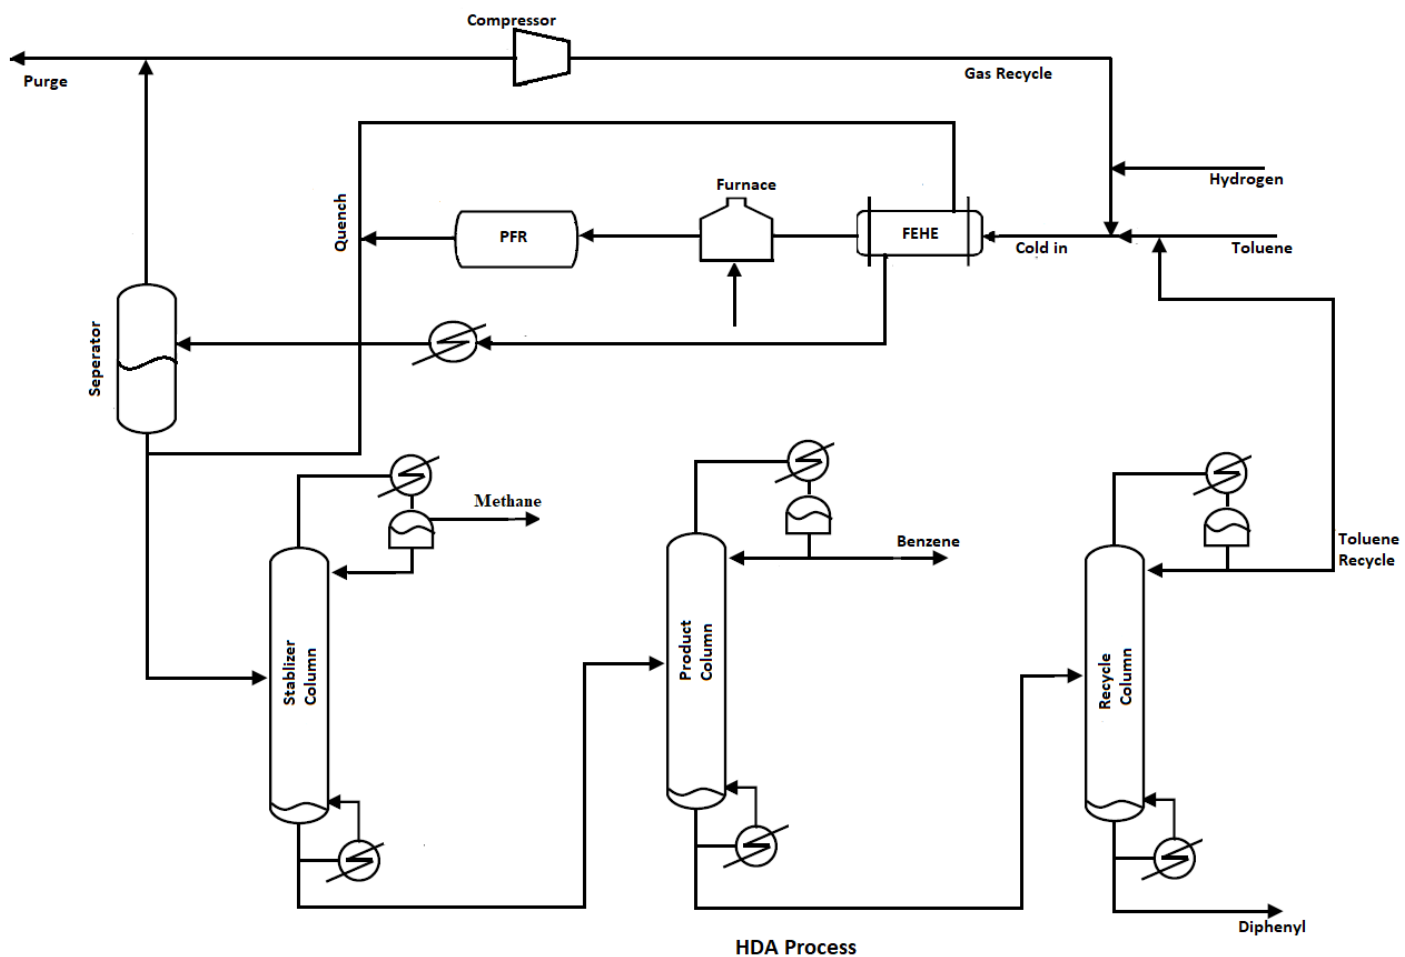 Compressor
Purge
Gas Recycle
Hydrogen
Furnace
Quench
PFR
FEHE
Cold in
Toluene
Seperator
Methane
Benzene
Toluene
Recycle
Stablizer
Column
Product
Column
Recycle
Column
Diphenyl
HDA Process